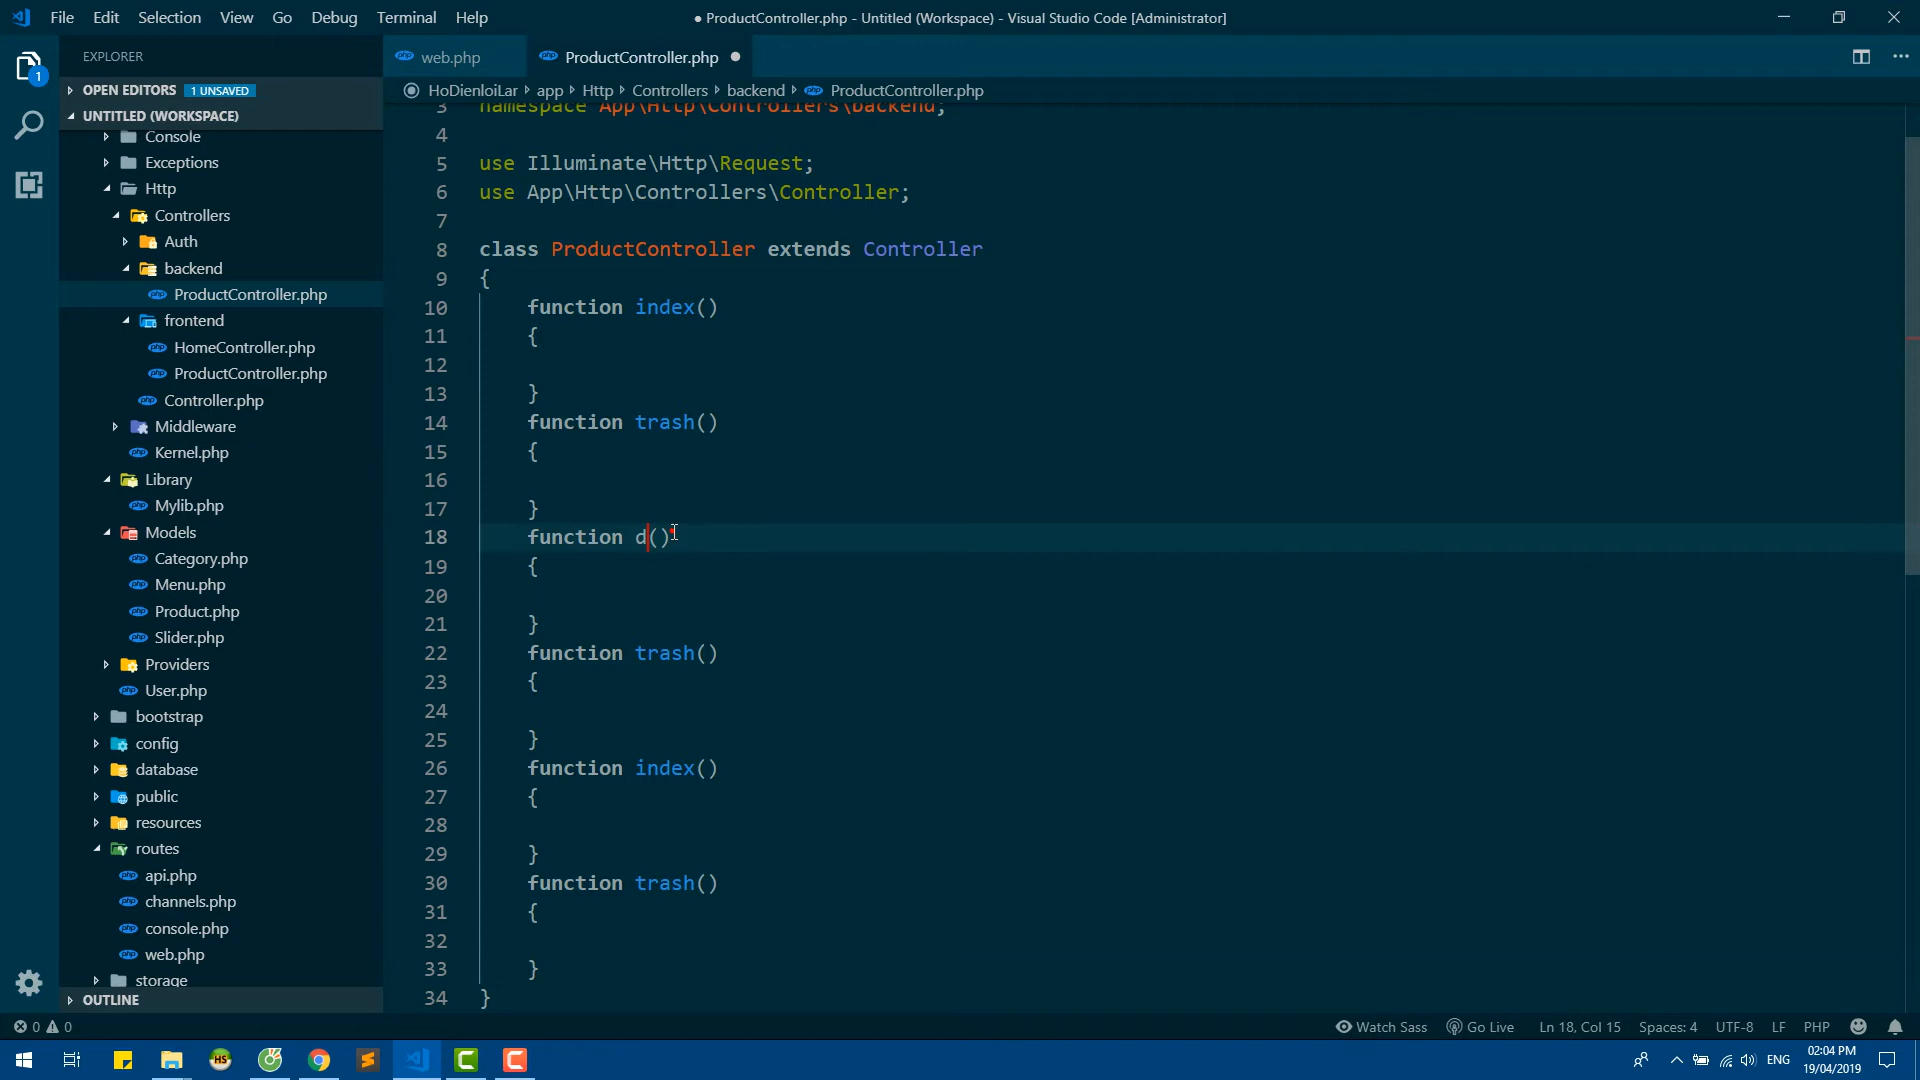 File Edit Selection View Go Debug Terminal Help
● ProductController.php - Untitled (Workspace) - Visual Studio Code [Administrator]
EXPLORER
web.php
ProductController.php
OPEN EDITORS 1 UNSAVED
HoDienloiLar › app › Http › Controllers › backend › ProductController.php
UNTITLED (WORKSPACE)
Console
Exceptions
Http
Controllers
Auth
backend
ProductController.php
frontend
HomeController.php
ProductController.php
Controller.php
Middleware
Kernel.php
Library
Mylib.php
Models
Category.php
Menu.php
Product.php
Slider.php
Providers
User.php
bootstrap
config
database
public
resources
routes
api.php
channels.php
console.php
web.php
storage
OUTLINE
1
3 namespace App\Http\Controllers\backend;
4
5 use Illuminate\Http\Request;
6 use App\Http\Controllers\Controller;
7
8 class ProductController extends Controller
9 {
10 function index()
11 {
12
13 }
14 function trash()
15 {
16
17 }
18 function d()
19 {
20
21 }
22 function trash()
23 {
24
25 }
26 function index()
27 {
28
29 }
30 function trash()
31 {
32
33 }
34 }
0 0
Watch Sass Go Live Ln 18, Col 15 Spaces: 4 UTF-8 LF PHP
HS
ENG
02:04 PM
19/04/2019